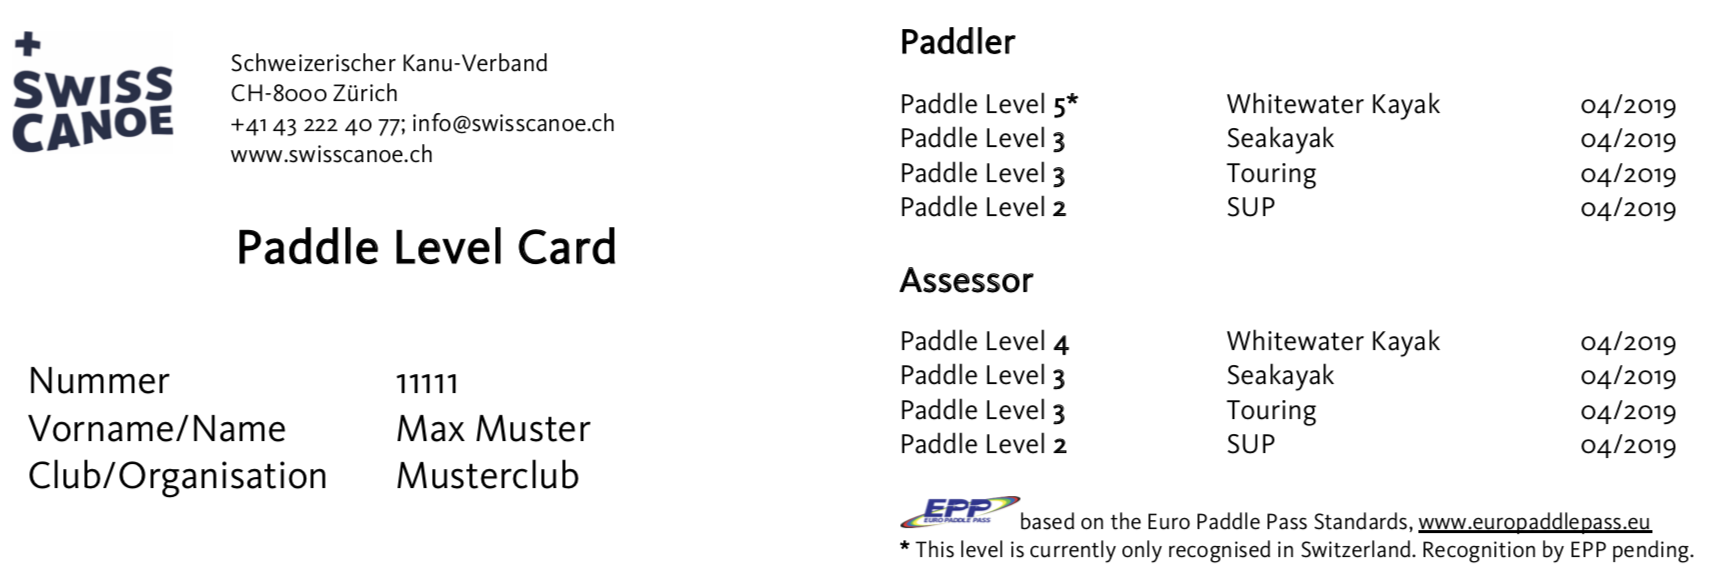 SWISS
CANOE
Schweizerischer Kanu-Verband
CH-8000 Zürich
+41 43 222 40 77; info@swisscanoe.ch
www.swisscanoe.ch
Paddle Level Card
Nummer 11111
Vorname/Name Max Muster
Club/Organisation Musterclub
Paddler
Paddle Level 5* Whitewater Kayak 04/2019
Paddle Level 3 Seakayak 04/2019
Paddle Level 3 Touring 04/2019
Paddle Level 2 SUP 04/2019
Assessor
Paddle Level 4 Whitewater Kayak 04/2019
Paddle Level 3 Seakayak 04/2019
Paddle Level 3 Touring 04/2019
Paddle Level 2 SUP 04/2019
EPP
EURO PADDLE PASS
based on the Euro Paddle Pass Standards, www.europaddlepass.eu
* This level is currently only recognised in Switzerland. Recognition by EPP pending.